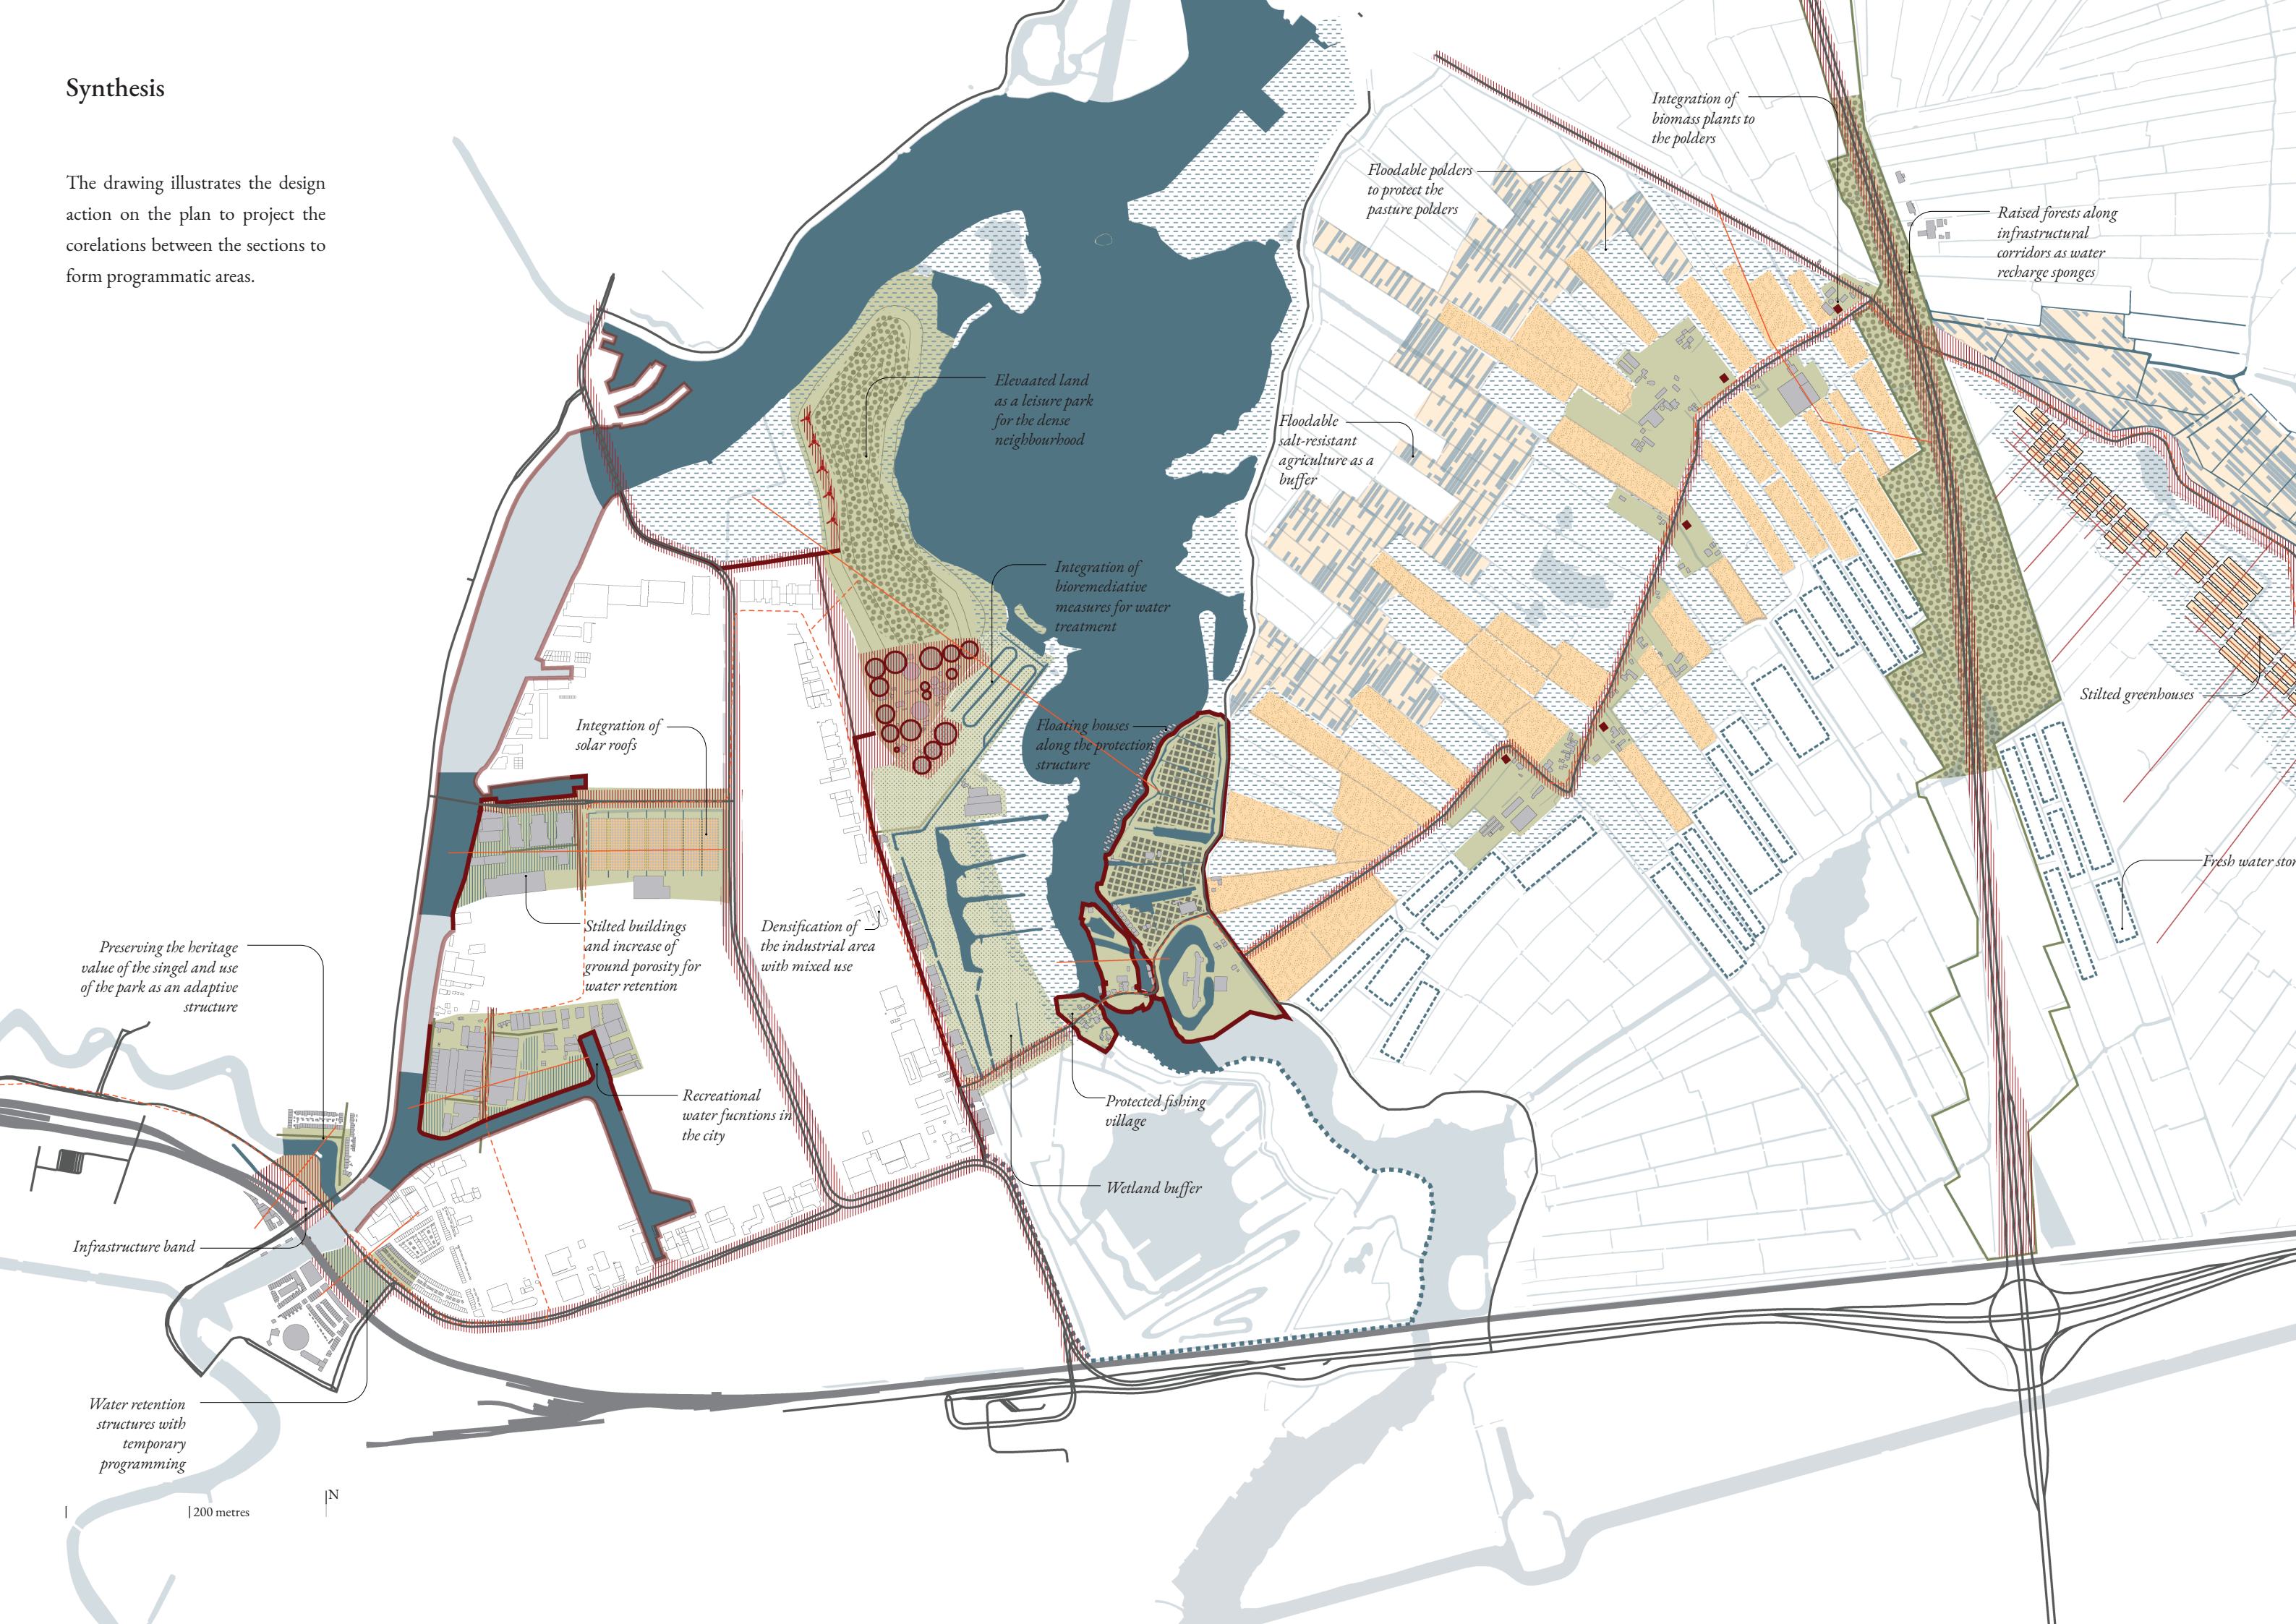 Synthesis
The drawing illustrates the design
action on the plan to project the
corelations between the sections to
form programmatic areas.
Integration of
biomass plants to
the polders
Floodable polders
to protect the
pasture polders
Raised forests along
infrastructural
corridors as water
recharge sponges
Elevaated land
as a leisure park
for the dense
neighbourhood
Floodable
salt-resistant
agriculture as a
buffer
Integration of
bioremediative
measures for water
treatment
Stilted greenhouses
Integration of
solar roofs
Floating houses
along the protection
structure
Fresh water stor
Stilted buildings
and increase of
ground porosity for
water retention
Densification of
the industrial area
with mixed use
Preserving the heritage
value of the singel and use
of the park as an adaptive
structure
Recreational
water fucntions in
the city
Protected fishing
village
Wetland buffer
Infrastructure band
Water retention
structures with
temporary
programming
N
200 metres